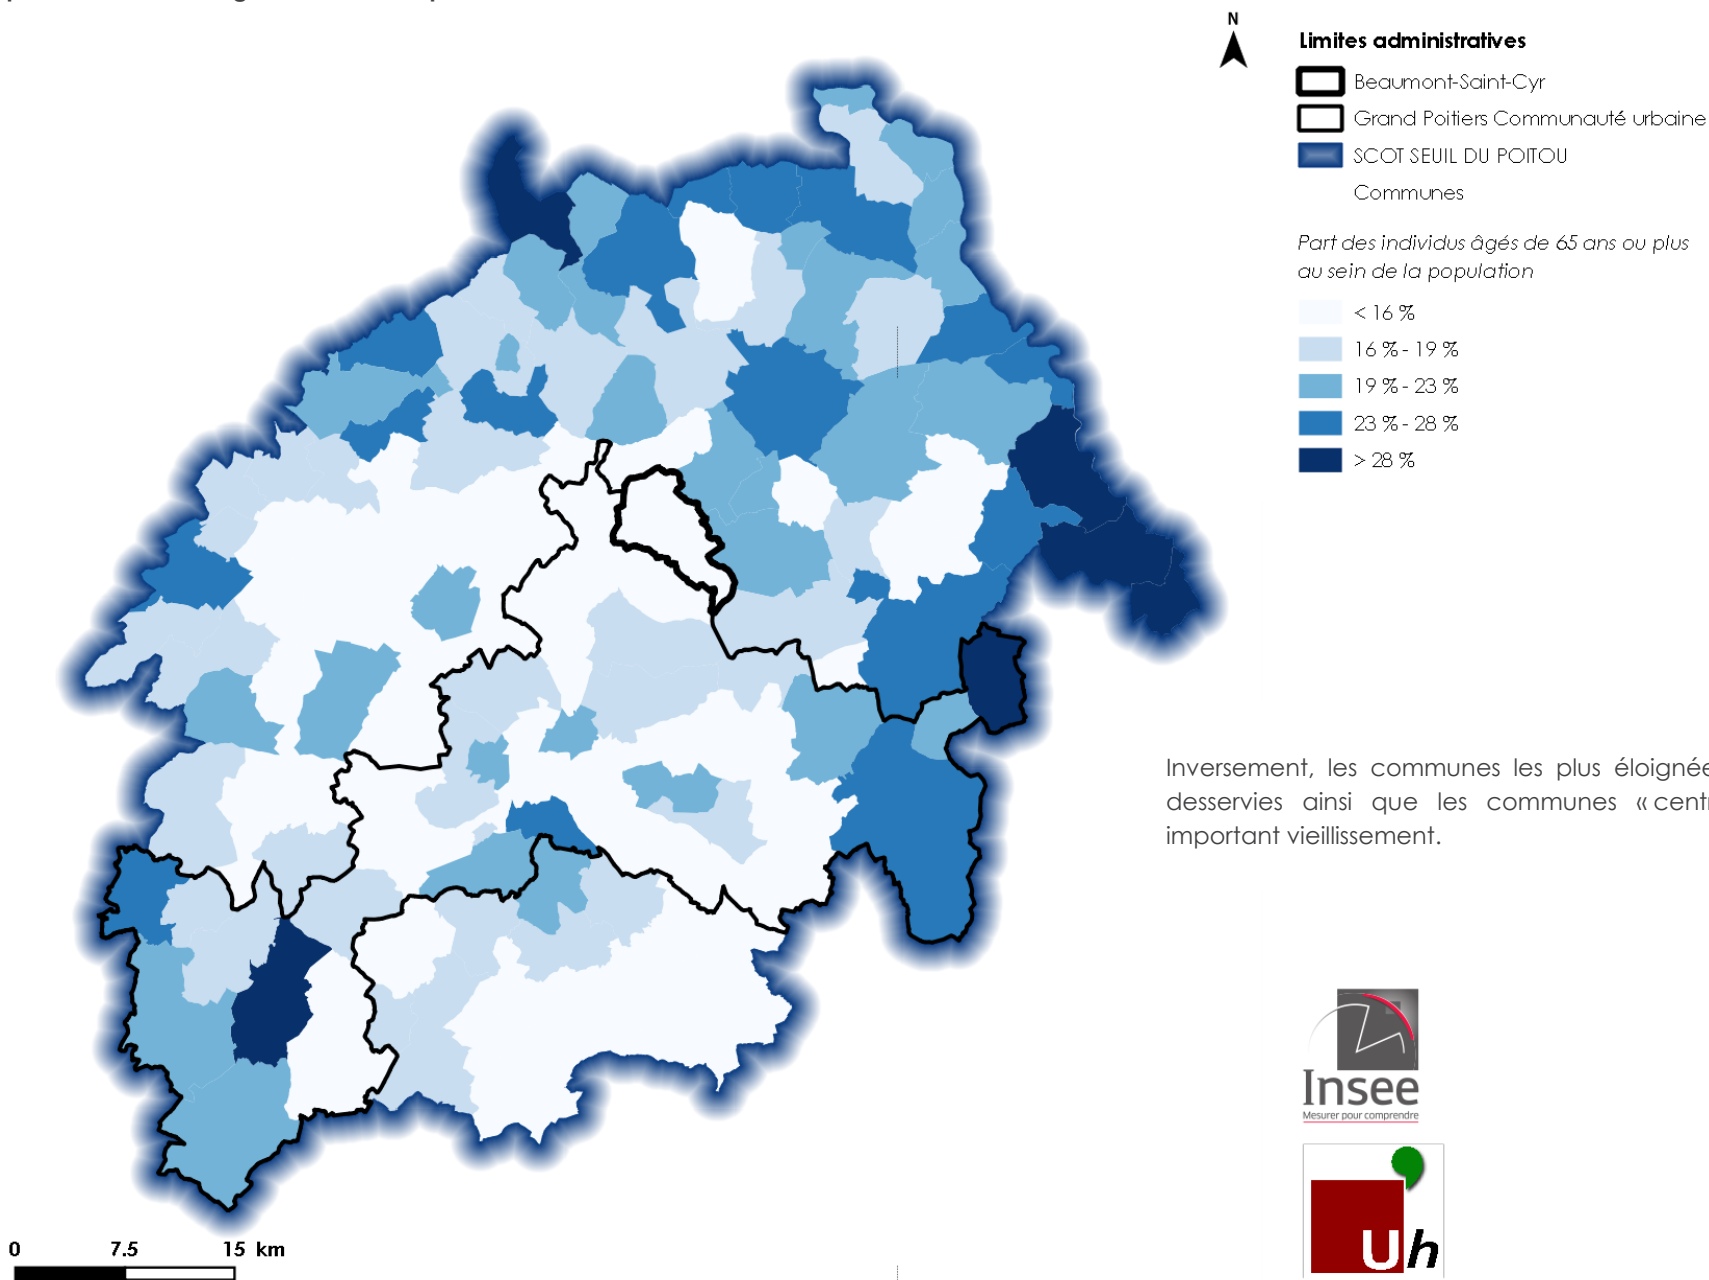 N
Limites administratives
Beaumont-Saint-Cyr
Grand Poitiers Communauté urbaine
SCOT SEUIL DU POITOU
Communes
Part des individus âgés de 65 ans ou plus
au sein de la population
< 16 %
16 % - 19 %
19 % - 23 %
23 % - 28 %
> 28 %
Inversement, les communes les plus éloignée
desservies ainsi que les communes « centr
important vieillissement.
Insee
Mesurer pour comprendre
Uh
0 7.5 15 km